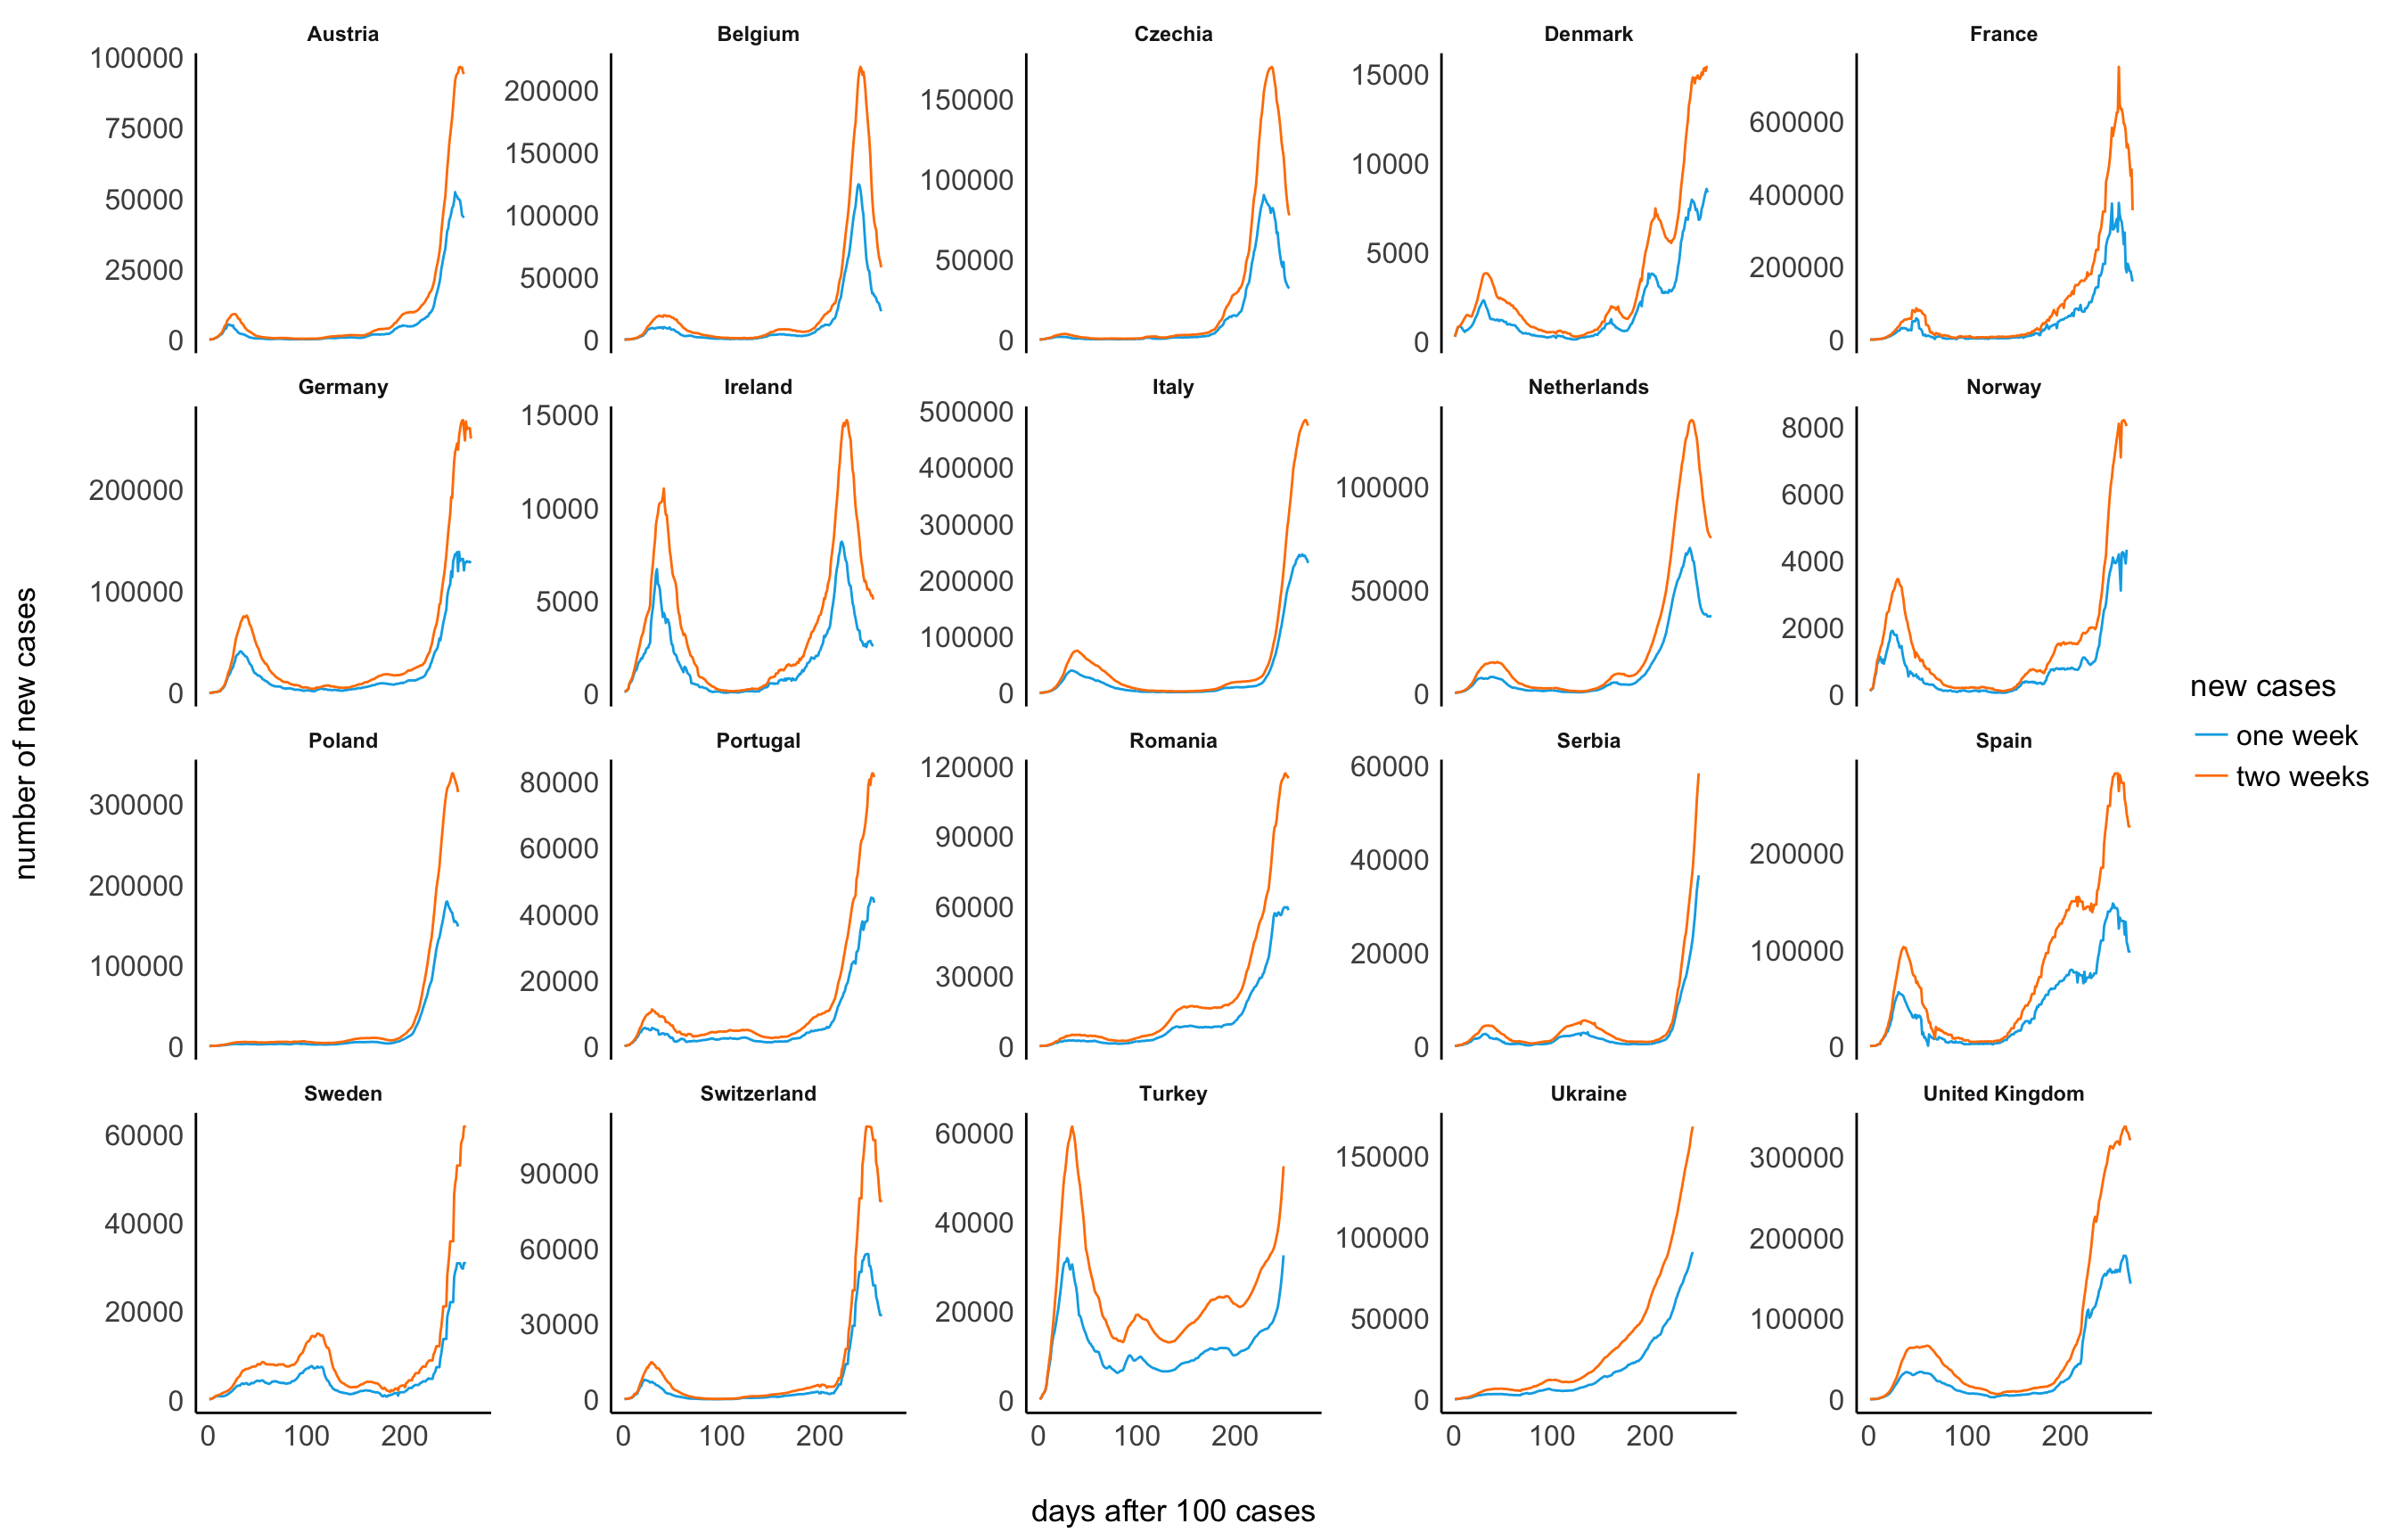 Austria Belgium Czechia Denmark France
100000 75000 50000 25000 0
200000 150000 100000 50000 0
150000 100000 50000 0
15000 10000 5000 0
600000 400000 200000 0
Germany Ireland Italy Netherlands Norway
200000 100000 0
15000 10000 5000 0
500000 400000 300000 200000 100000 0
100000 50000 0
8000 6000 4000 2000 0
Poland Portugal Romania Serbia Spain
300000 200000 100000 0
80000 60000 40000 20000 0
120000 90000 60000 30000 0
60000 40000 20000 0
200000 100000 0
Sweden Switzerland Turkey Ukraine United Kingdom
60000 40000 20000 0
90000 60000 30000 0
60000 40000 20000 0
150000 100000 50000 0
300000 200000 100000 0
0 100 200 0 100 200 0 100 200 0 100 200 0 100 200
days after 100 cases
number of new cases
new cases
one week
two weeks